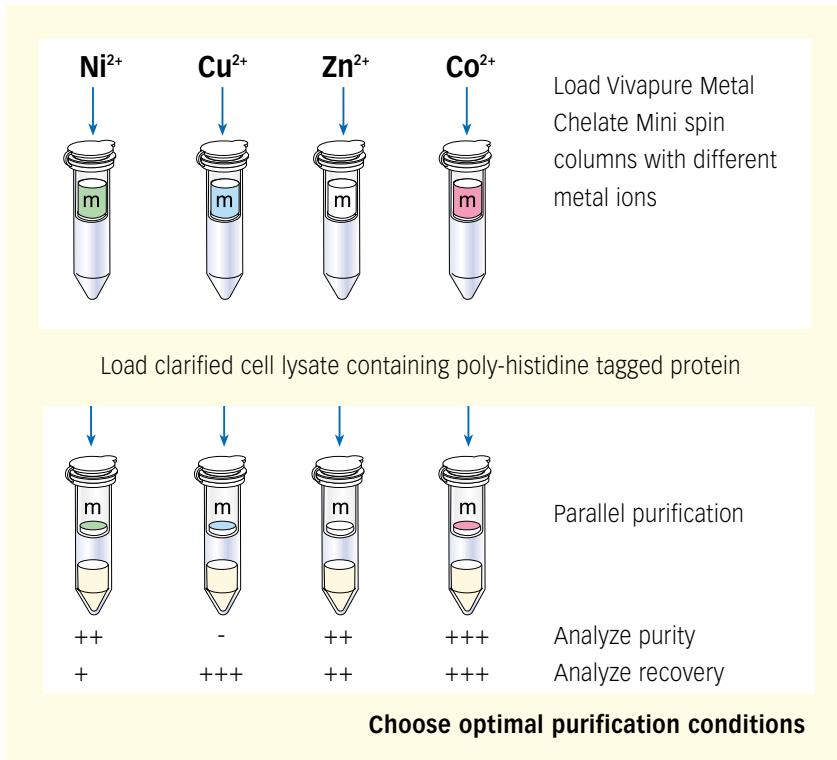 Ni2+ Cu2+ Zn2+ Co2+
Load Vivapure Metal
Chelate Mini spin
columns with different
metal ions
m m m m
Load clarified cell lysate containing poly-histidine tagged protein
m m m m
Parallel purification
++ - ++ +++ Analyze purity
+ +++ ++ +++ Analyze recovery
Choose optimal purification conditions